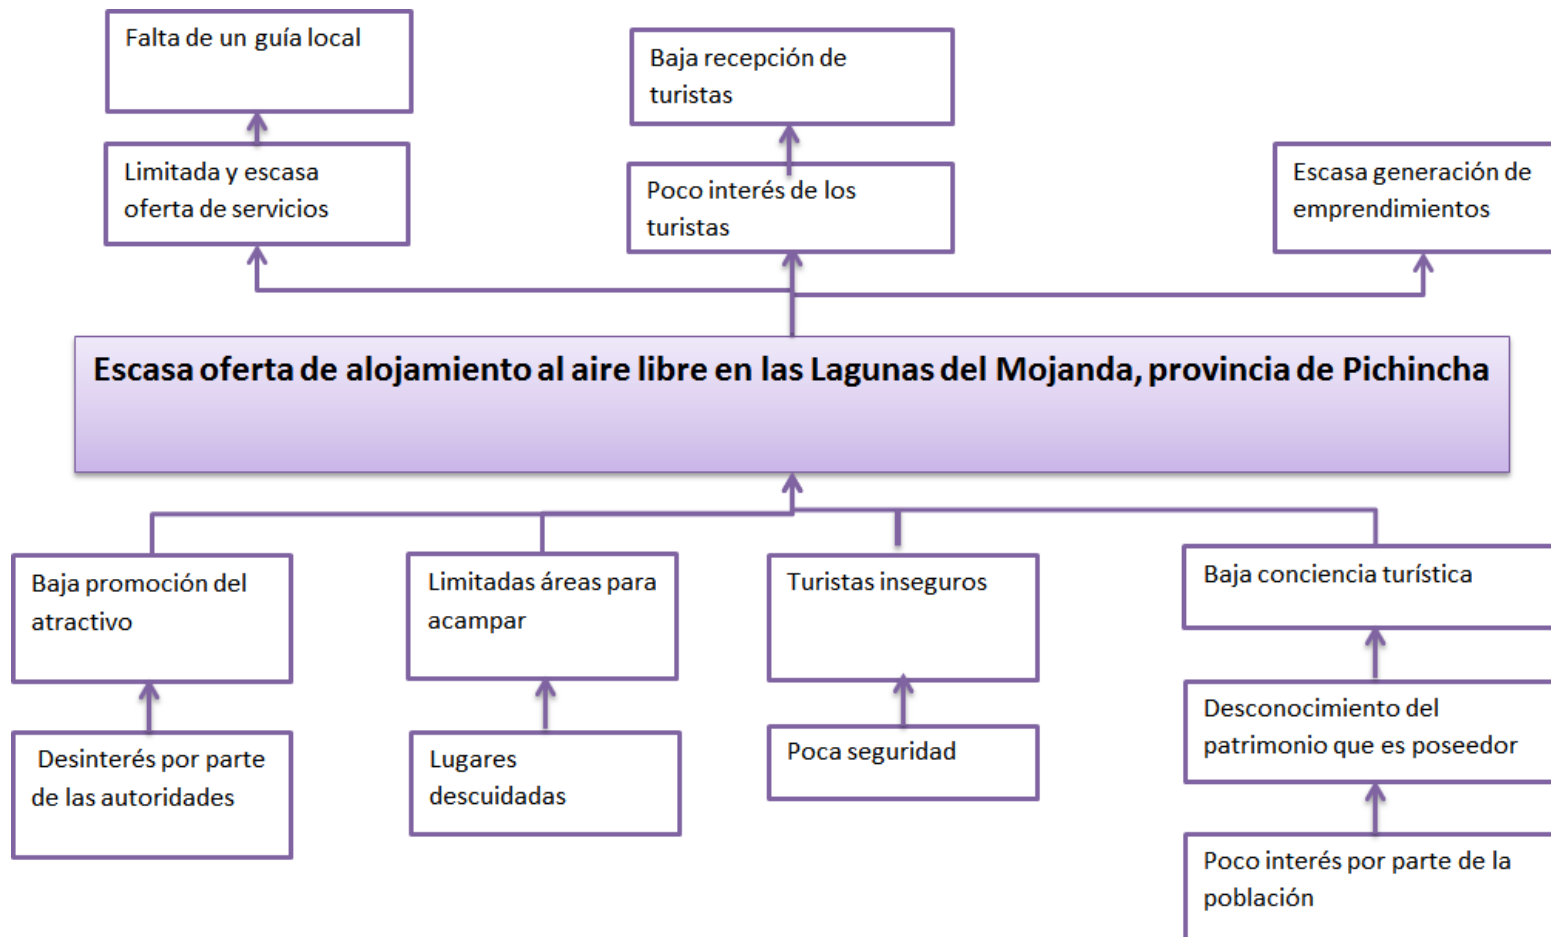 Falta de un guía local
Baja recepción de
turistas
Limitada y escasa
oferta de servicios
Poco interés de los
turistas
Escasa generación de
emprendimientos
Escasa oferta de alojamiento al aire libre en las Lagunas del Mojanda, provincia de Pichincha
Baja promoción del
atractivo
Limitadas áreas para
acampar
Turistas inseguros
Baja conciencia turística
Desinterés por parte
de las autoridades
Lugares
descuidadas
Poca seguridad
Desconocimiento del
patrimonio que es poseedor
Poco interés por parte de la
población